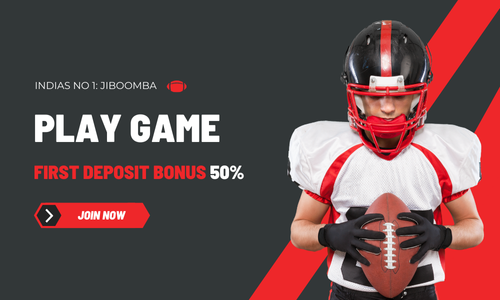 INDIAS NO 1: JIBOOMBA
PLAY GAME
FIRST DEPOSIT BONUS 50%
JOIN NOW